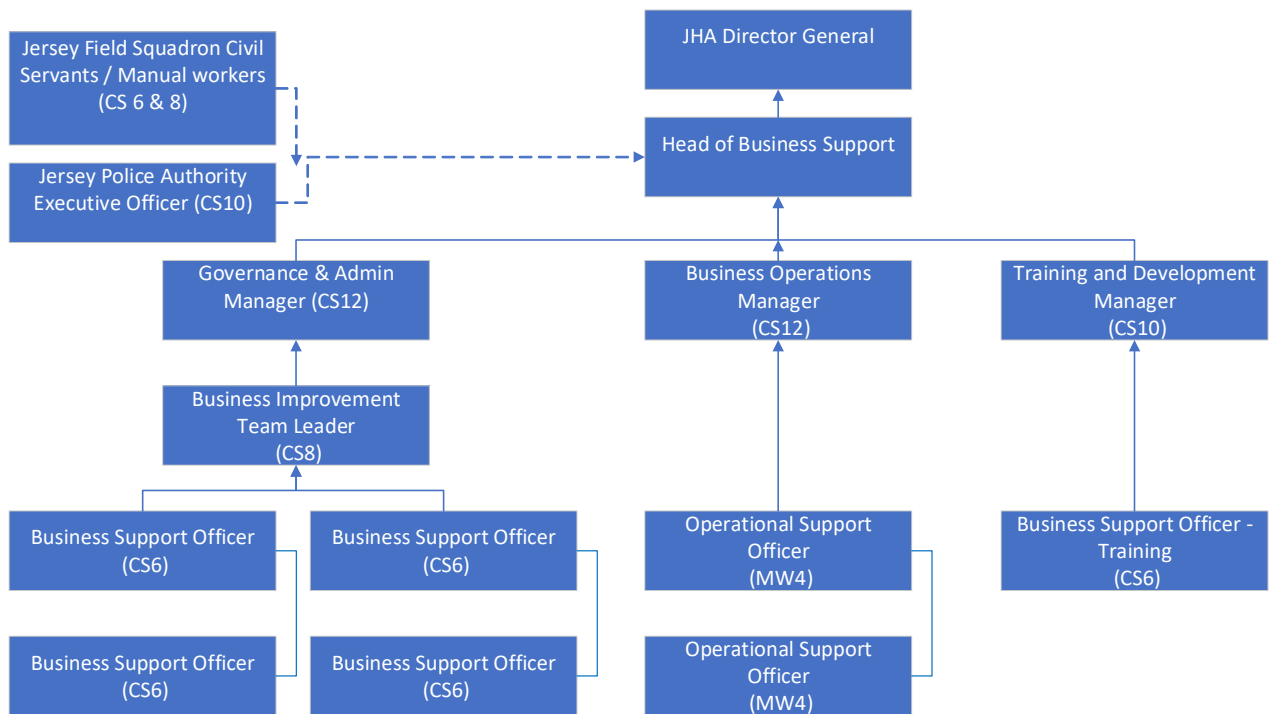 Jersey Field Squadron Civil
Servants / Manual workers
(CS 6 & 8)
JHA Director General
Head of Business Support
Jersey Police Authority
Executive Officer (CS10)
Governance & Admin
Manager (CS12)
Business Operations
Manager
(CS12)
Training and Development
Manager
(CS10)
Business Improvement
Team Leader
(CS8)
Business Support Officer
(CS6)
Business Support Officer
(CS6)
Operational Support
Officer
(MW4)
Business Support Officer -
Training
(CS6)
Business Support Officer
(CS6)
Business Support Officer
(CS6)
Operational Support
Officer
(MW4)